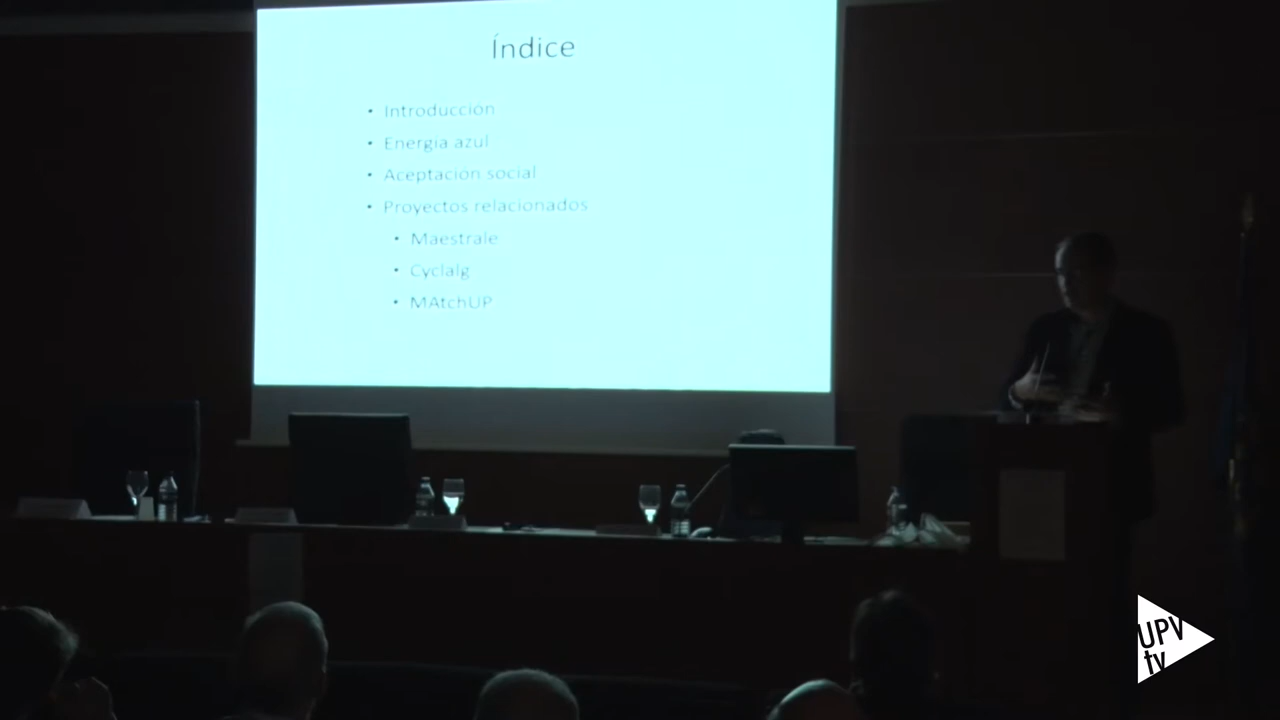 Índice
• Introduccion
• Energia azul
• Aceptación social
• Proyectos relacionados
• Maestrale
• Cyclalg
• MAtchUP
UPV
tv